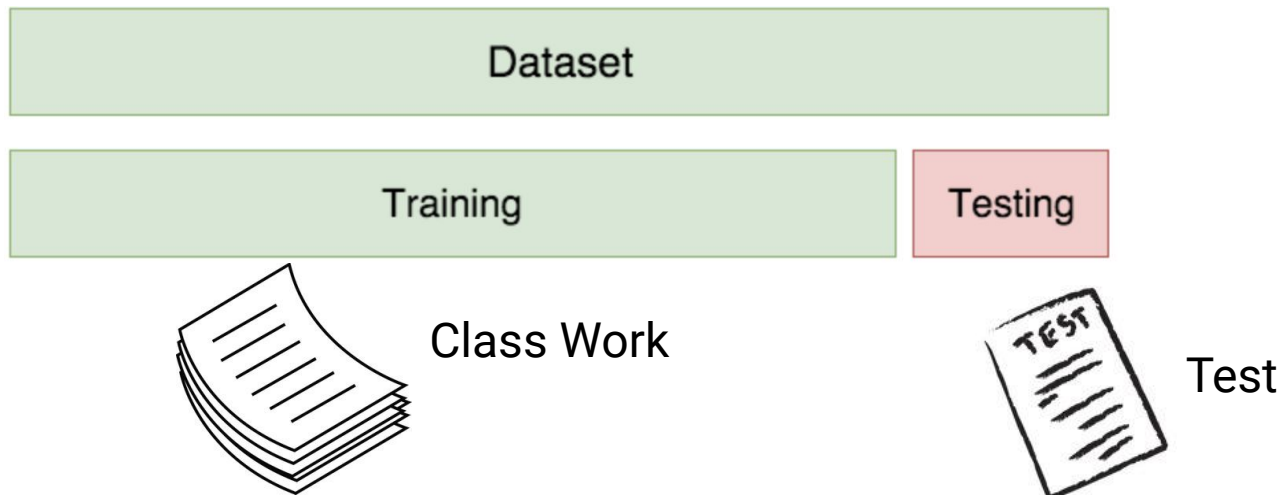 Dataset
Training Testing
Class Work
TEST
Test